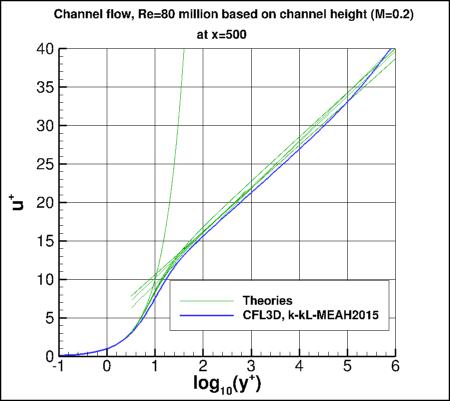 Channel flow, Re=80 million based on channel height (M=0.2)
at x=500
u+
40
35
30
25
20
15
10
5
0
Theories
CFL3D, k-kL-MEAH2015
-1 0 1 2 3 4 5 6
log10(y+)